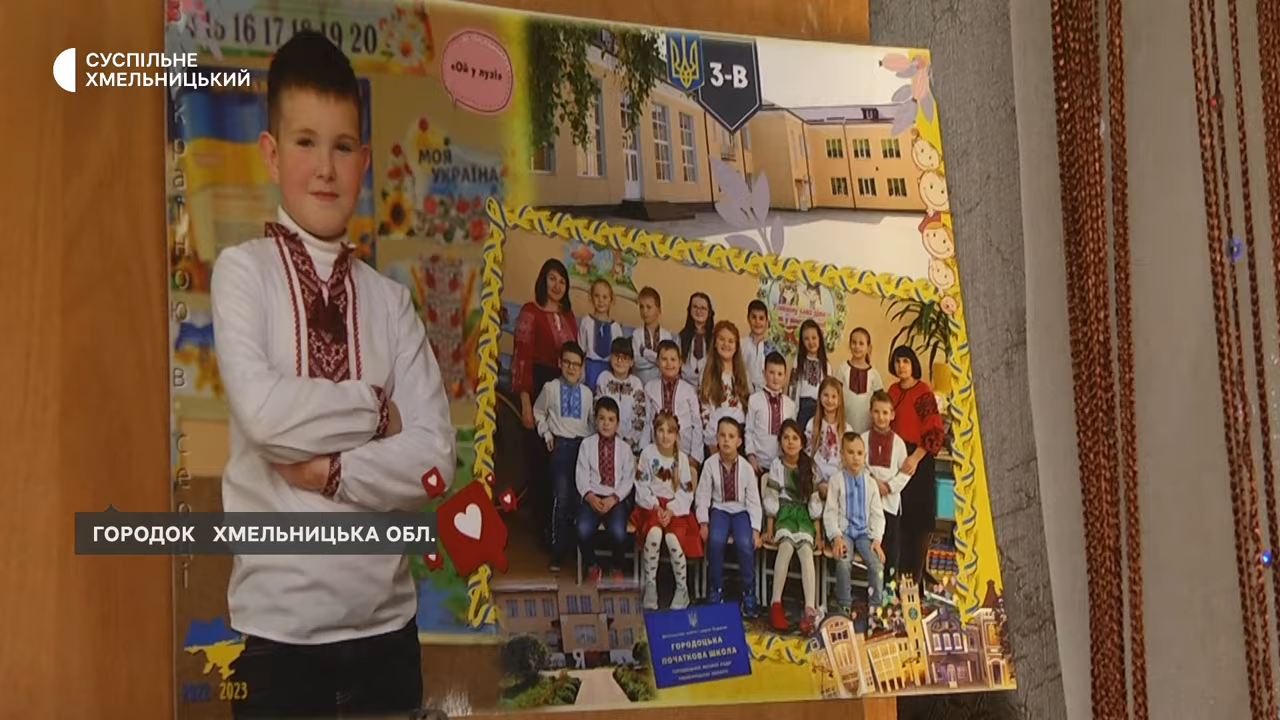 СУСПІЛЬНЕ
ХМЕЛЬНИЦЬКИЙ
15 16 17 18 19 20
«Ой у лузі»
3-В
МОЯ
УКРАЇНА
ГОРОДОК ХМЕЛЬНИЦЬКА ОБЛ.
ГОРОДОЦЬКА
ПОЧАТКОВА ШКОЛА
2022 2023